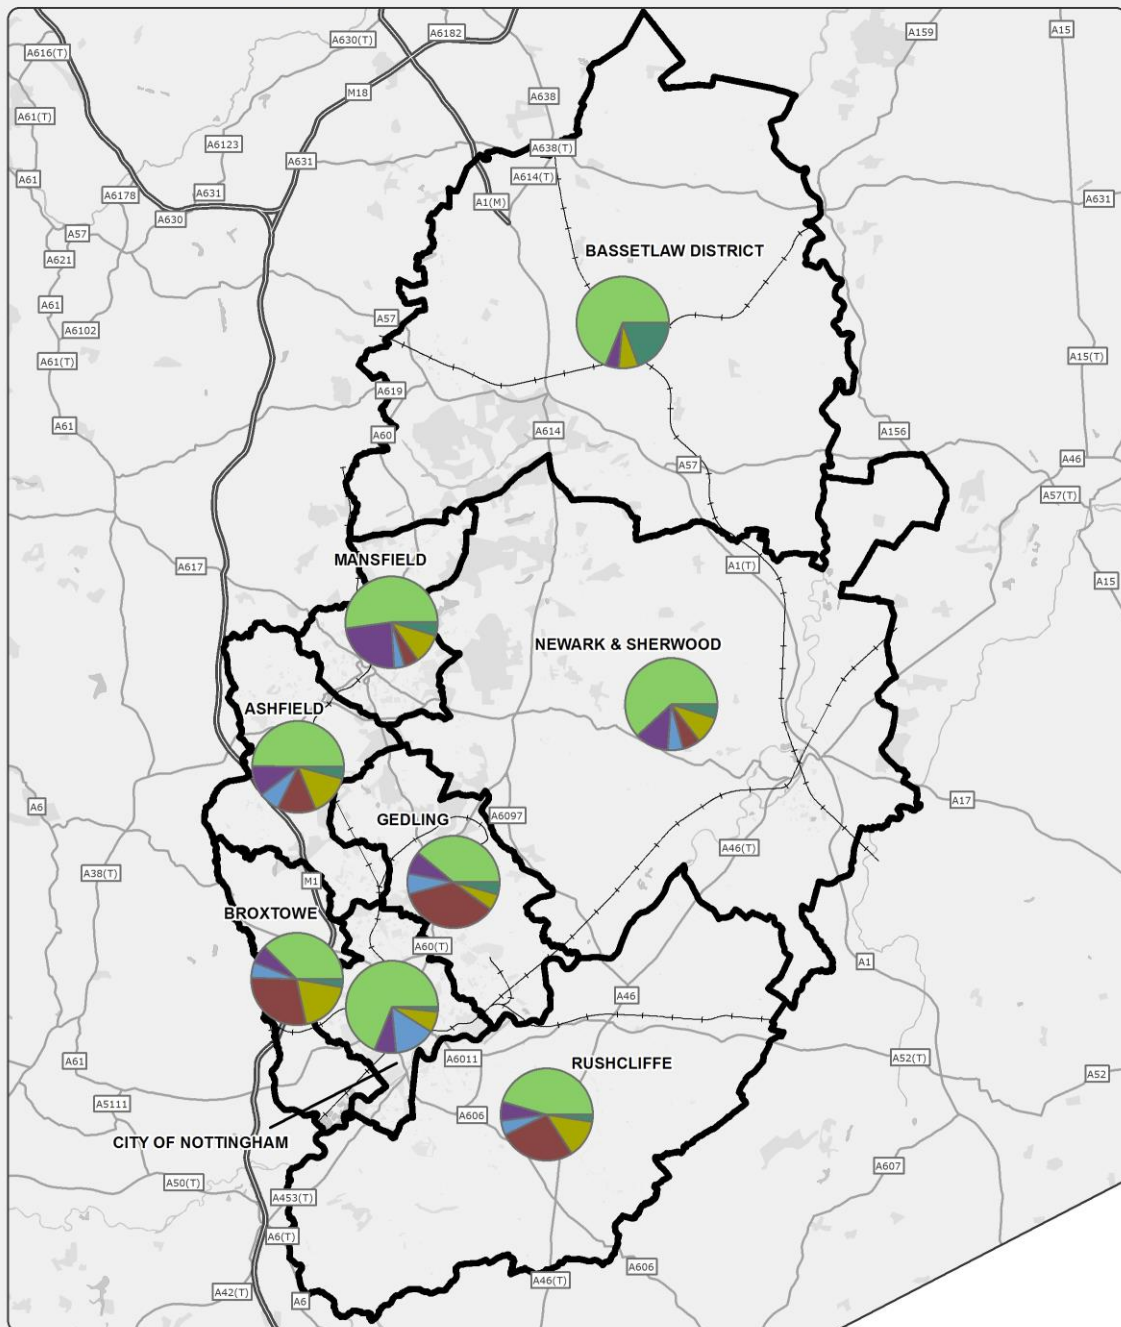 A6182
A159
A15
A630(T)
A616(T)
M18
A638
A61(T)
A6123
A638(T)
A631
A614(T)
A61
A6178
A631
A1(M)
A631
A630
A57
BASSETLAW DISTRICT
A621
A61
A57
A6102
A15(T)
A61(T)
A619
A61
A60
A614
A156
A46
A57
A57(T)
MANSFIELD
A617
A1(T)
A15
NEWARK & SHERWOOD
ASHFIELD
A6
GEDLING
A6097
A17
A46(T)
A38(T)
M1
BROXTOWE
A60(T)
A1
A46
A61
A6011
RUSHCLIFFE
A52(T)
A52
A5111
A606
CITY OF NOTTINGHAM
A607
A50(T)
A453(T)
A6(T)
A606
A46(T)
A42(T)
A6